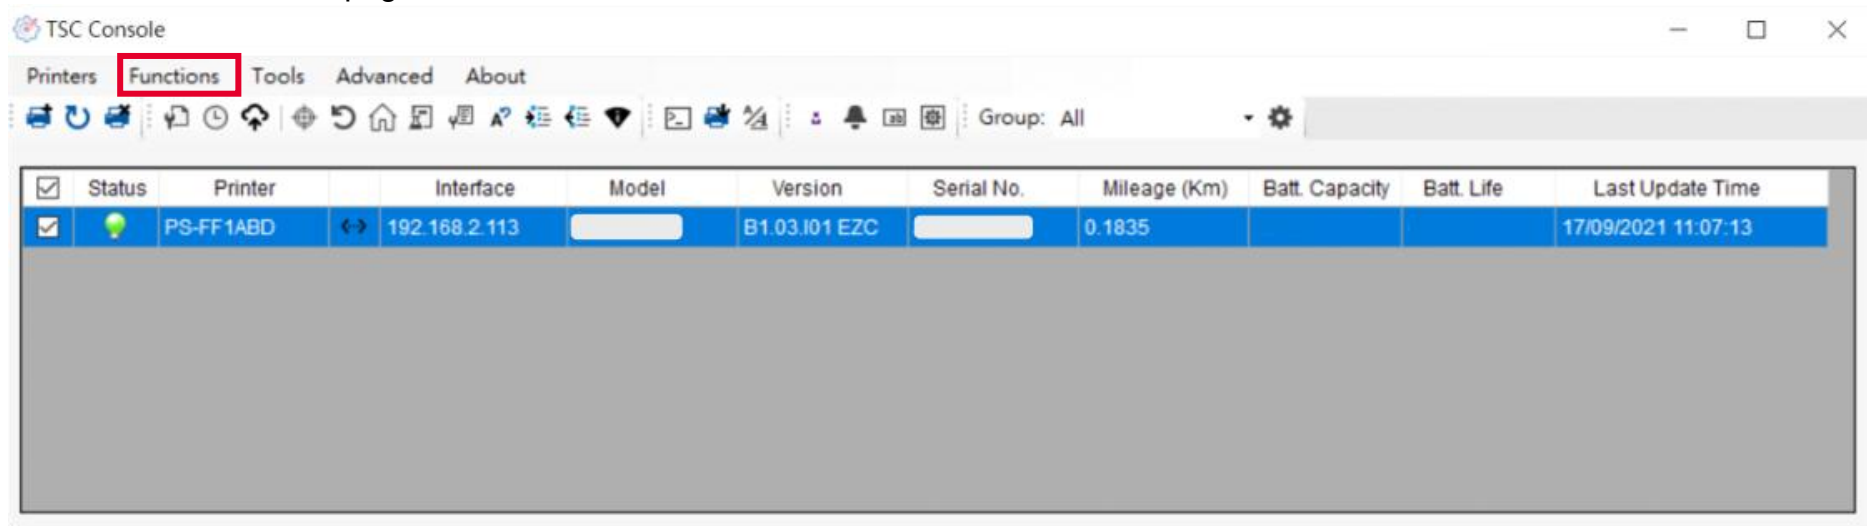 TSC Console
Printers Functions Tools Advanced About
Group: All
Status Printer Interface Model Version Serial No. Mileage (Km) Batt. Capacity Batt. Life Last Update Time
PS-FF1ABD 192.168.2.113 B1.03.I01 EZC 0.1835 17/09/2021 11:07:13